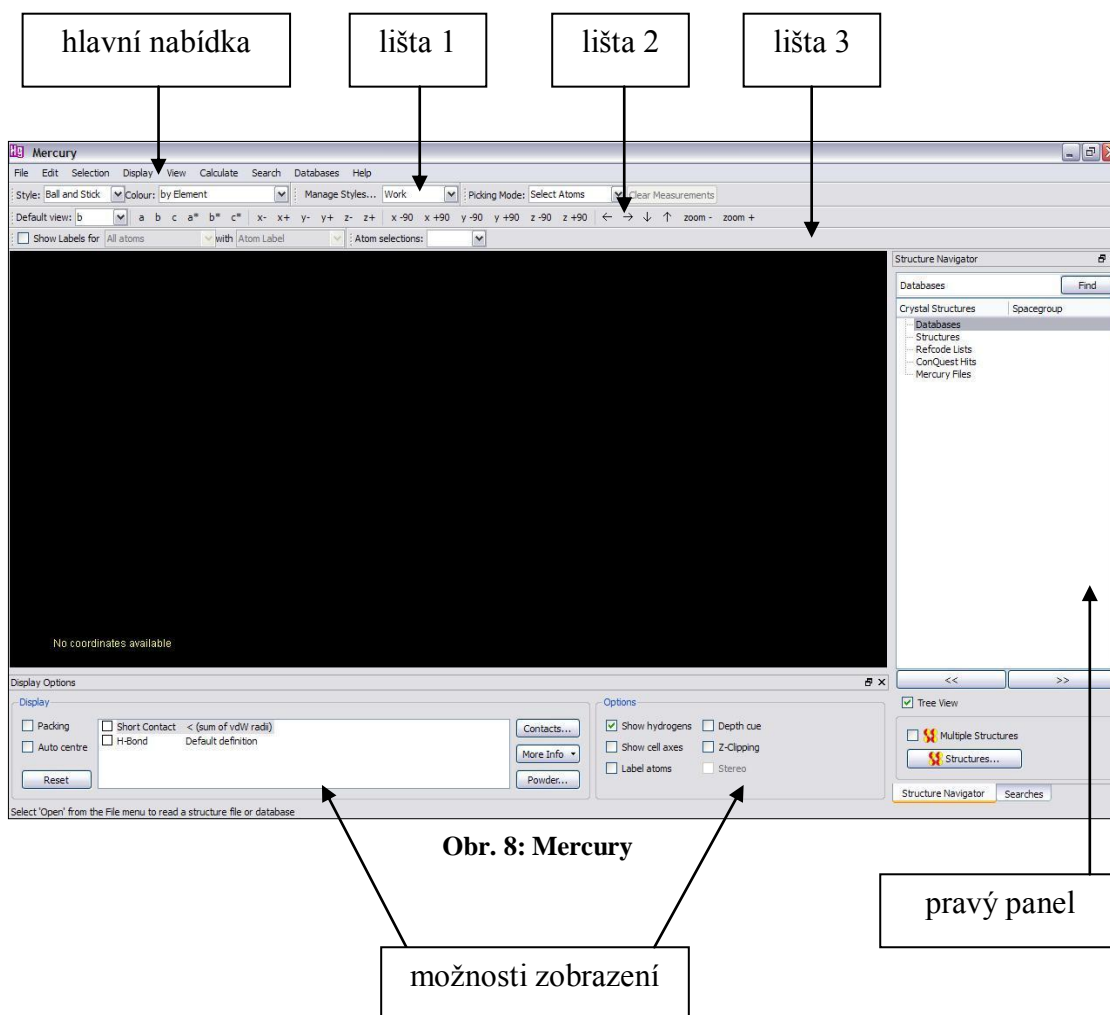 hlavní nabídka
lišta 1
lišta 2
lišta 3
Mercury
File Edit Selection Display View Calculate Search Databases Help
Style: Ball and Stick Colour: by Element Manage Styles... Work Picking Mode: Select Atoms Clear Measurements
Default view: b a b c a* b* c* x- x+ y- y+ z- z+ x -90 x +90 y -90 y +90 z -90 z +90 ← → ↓ ↑ zoom - zoom +
Show Labels for All atoms with Atom Label Atom selections:
Structure Navigator
Databases Find
Crystal Structures Spacegroup
Databases
Structures
Refcode Lists
ConQuest Hits
Mercury Files
No coordinates available
<< >>
Tree View
Multiple Structures
Structures...
Structure Navigator Searches
Display Options
Display
Packing
Auto centre
Reset
Short Contact < (sum of vdW radii)
H-Bond Default definition
Contacts...
More Info
Powder...
Options
Show hydrogens Depth cue
Show cell axes Z-Clipping
Label atoms Stereo
Select 'Open' from the File menu to read a structure file or database
Obr. 8: Mercury
pravý panel
možnosti zobrazení